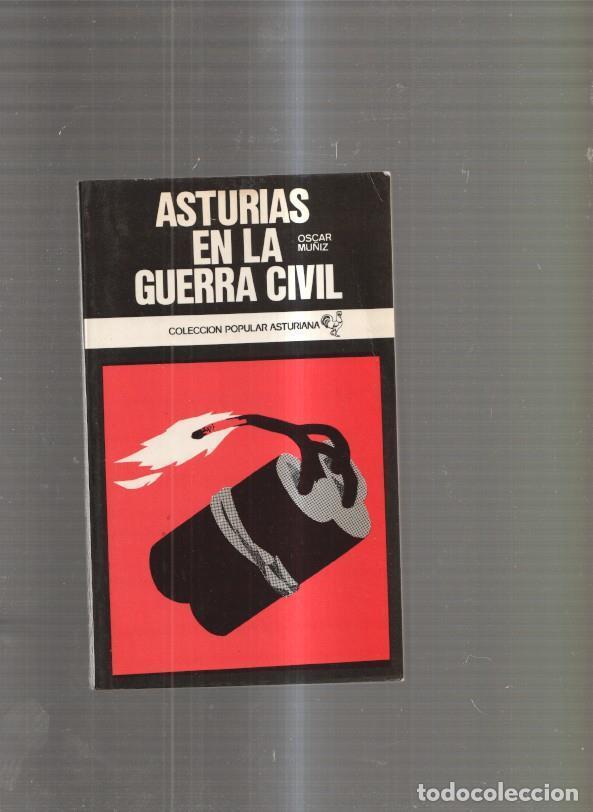 ASTURIAS
EN LA
OSCAR
MUÑIZ
GUERRA CIVIL
COLECCION POPULAR ASTURIANA
todocoleccion